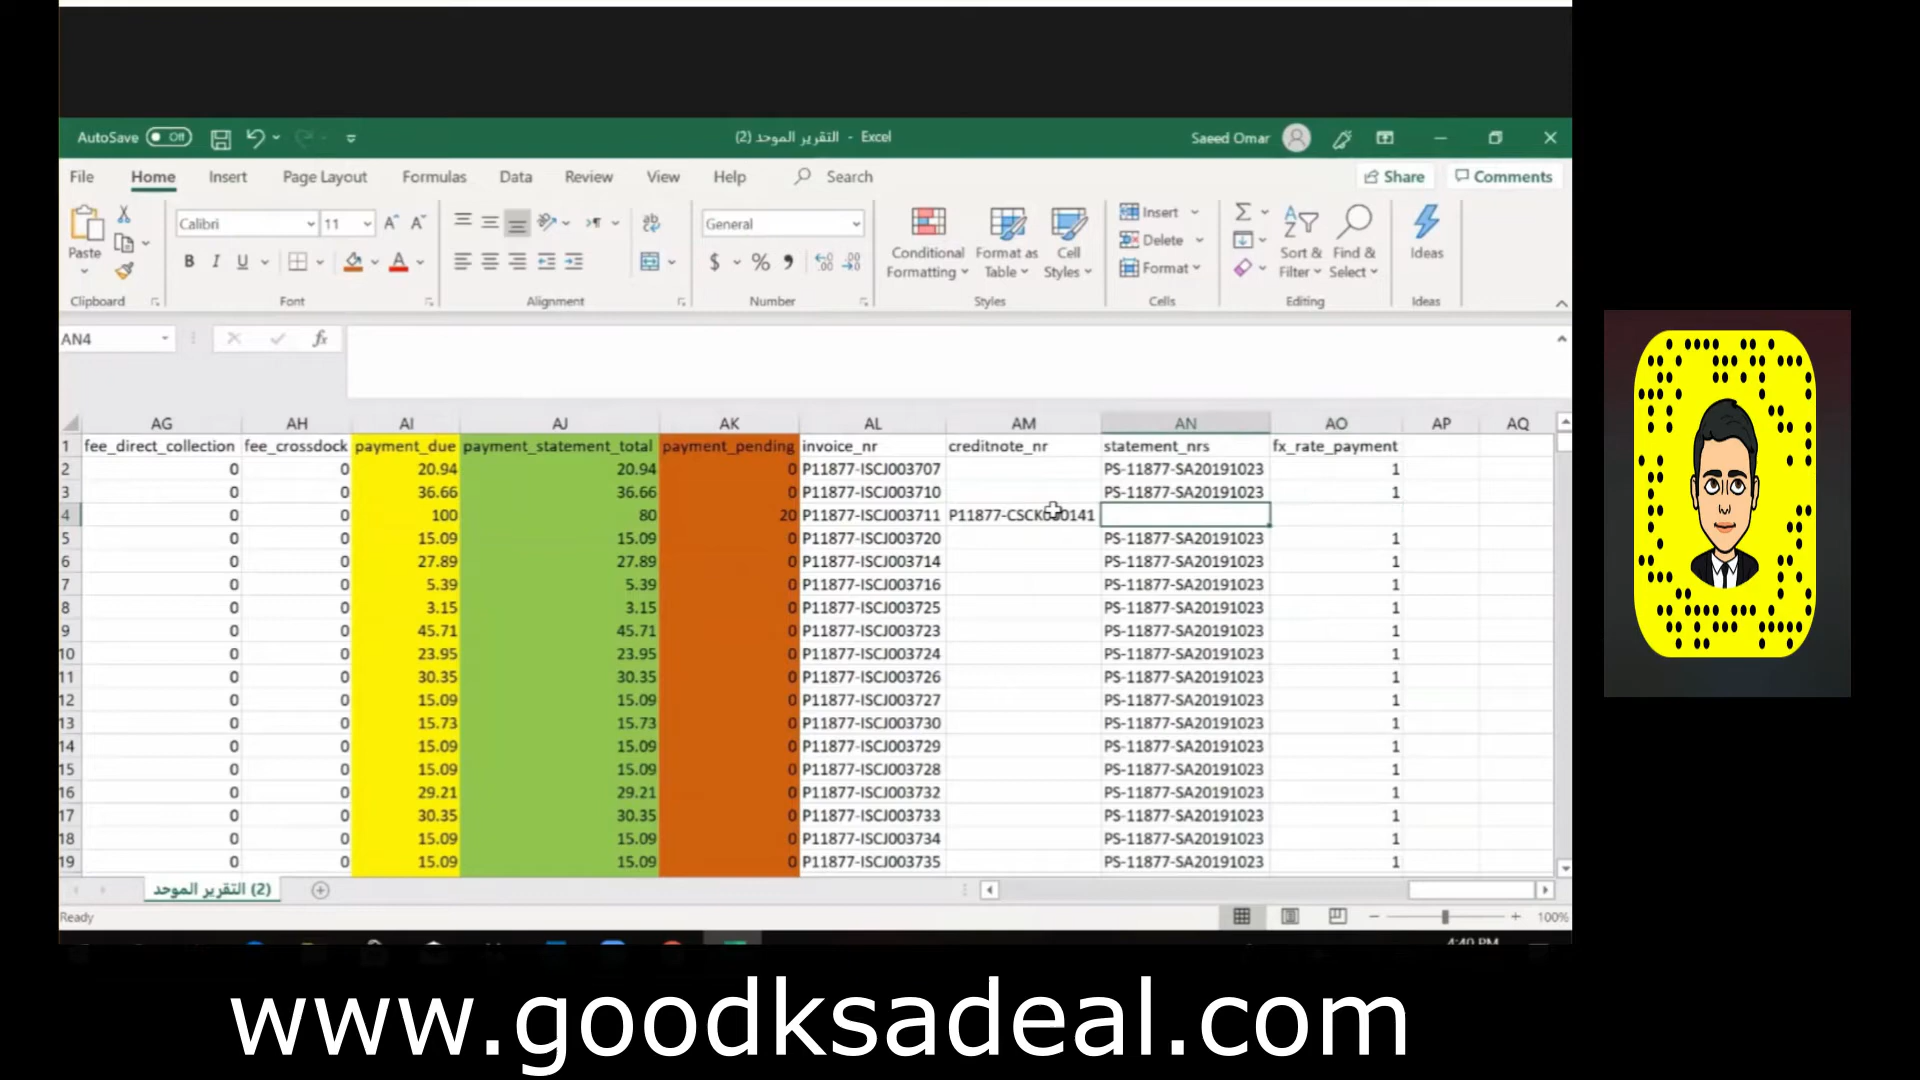 AutoSave Off
التقرير الموحد (2) - Excel
Saeed Omar
File Home Insert Page Layout Formulas Data Review View Help Search Share Comments
Paste
Clipboard
Calibri 11
B I U
Font
Alignment
General
$ % 9
Number
Conditional Formatting
Format as Table
Cell Styles
Styles
Insert
Delete
Format
Cells
Sort & Filter
Find & Select
Editing
Ideas
Ideas
AN4 fx
AG AH AI AJ AK AL AM AN AO AP AQ
1 fee_direct_collection fee_crossdock payment_due payment_statement_total payment_pending invoice_nr creditnote_nr statement_nrs fx_rate_payment
2 0 0 20.94 20.94 0 P11877-ISCJ003707 PS-11877-SA20191023 1
3 0 0 36.66 36.66 0 P11877-ISCJ003710 PS-11877-SA20191023 1
4 0 0 100 80 20 P11877-ISCJ003711
5 0 0 15.09 15.09 0 P11877-ISCJ003720 PS-11877-SA20191023 1
6 0 0 27.89 27.89 0 P11877-ISCJ003714 PS-11877-SA20191023 1
7 0 0 5.39 5.39 0 P11877-ISCJ003716 PS-11877-SA20191023 1
8 0 0 3.15 3.15 0 P11877-ISCJ003725 PS-11877-SA20191023 1
9 0 0 45.71 45.71 0 P11877-ISCJ003723 PS-11877-SA20191023 1
10 0 0 23.95 23.95 0 P11877-ISCJ003724 PS-11877-SA20191023 1
11 0 0 30.35 30.35 0 P11877-ISCJ003726 PS-11877-SA20191023 1
12 0 0 15.09 15.09 0 P11877-ISCJ003727 PS-11877-SA20191023 1
13 0 0 15.73 15.73 0 P11877-ISCJ003730 PS-11877-SA20191023 1
14 0 0 15.09 15.09 0 P11877-ISCJ003729 PS-11877-SA20191023 1
15 0 0 15.09 15.09 0 P11877-ISCJ003728 PS-11877-SA20191023 1
16 0 0 29.21 29.21 0 P11877-ISCJ003732 PS-11877-SA20191023 1
17 0 0 30.35 30.35 0 P11877-ISCJ003733 PS-11877-SA20191023 1
18 0 0 15.09 15.09 0 P11877-ISCJ003734 PS-11877-SA20191023 1
19 0 0 15.09 15.09 0 P11877-ISCJ003735 PS-11877-SA20191023 1
التقرير الموحد (2)
Ready
100%
4:40 PM
www.goodksadeal.com